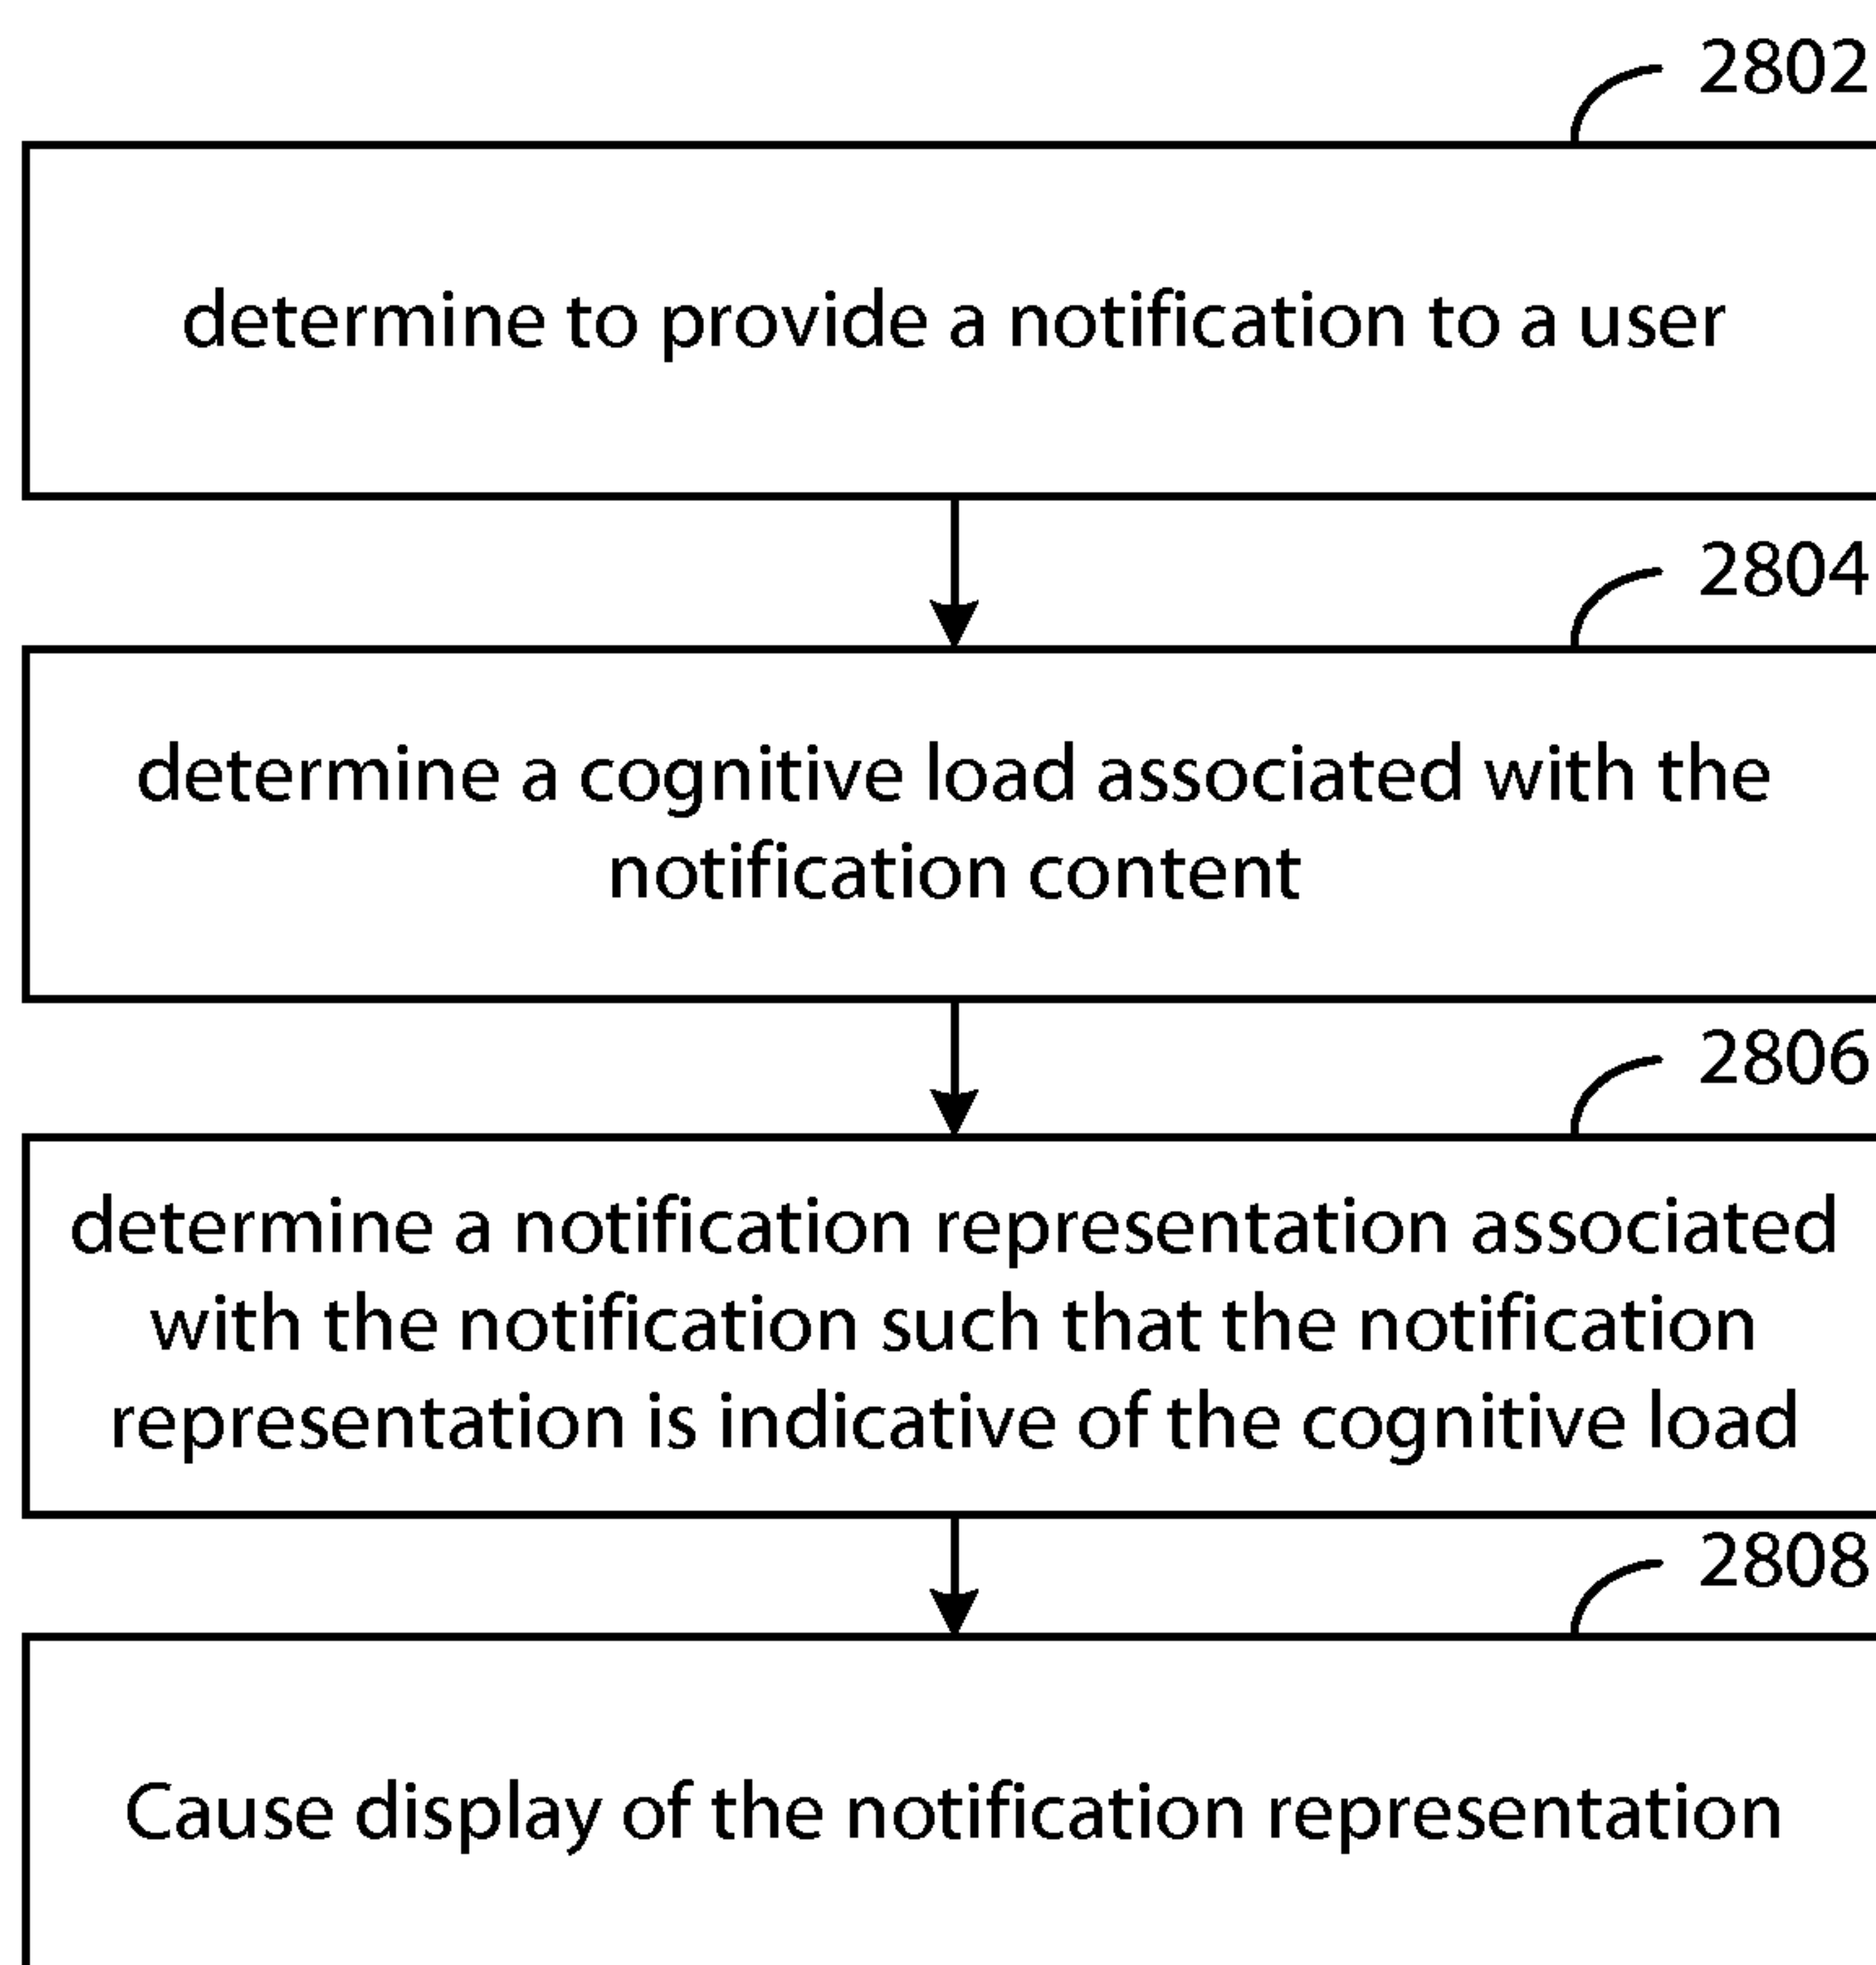 2802
determine to provide a notification to a user
2804
determine a cognitive load associated with the
notification content
2806
determine a notification representation associated
with the notification such that the notification
representation is indicative of the cognitive load
2808
Cause display of the notification representation